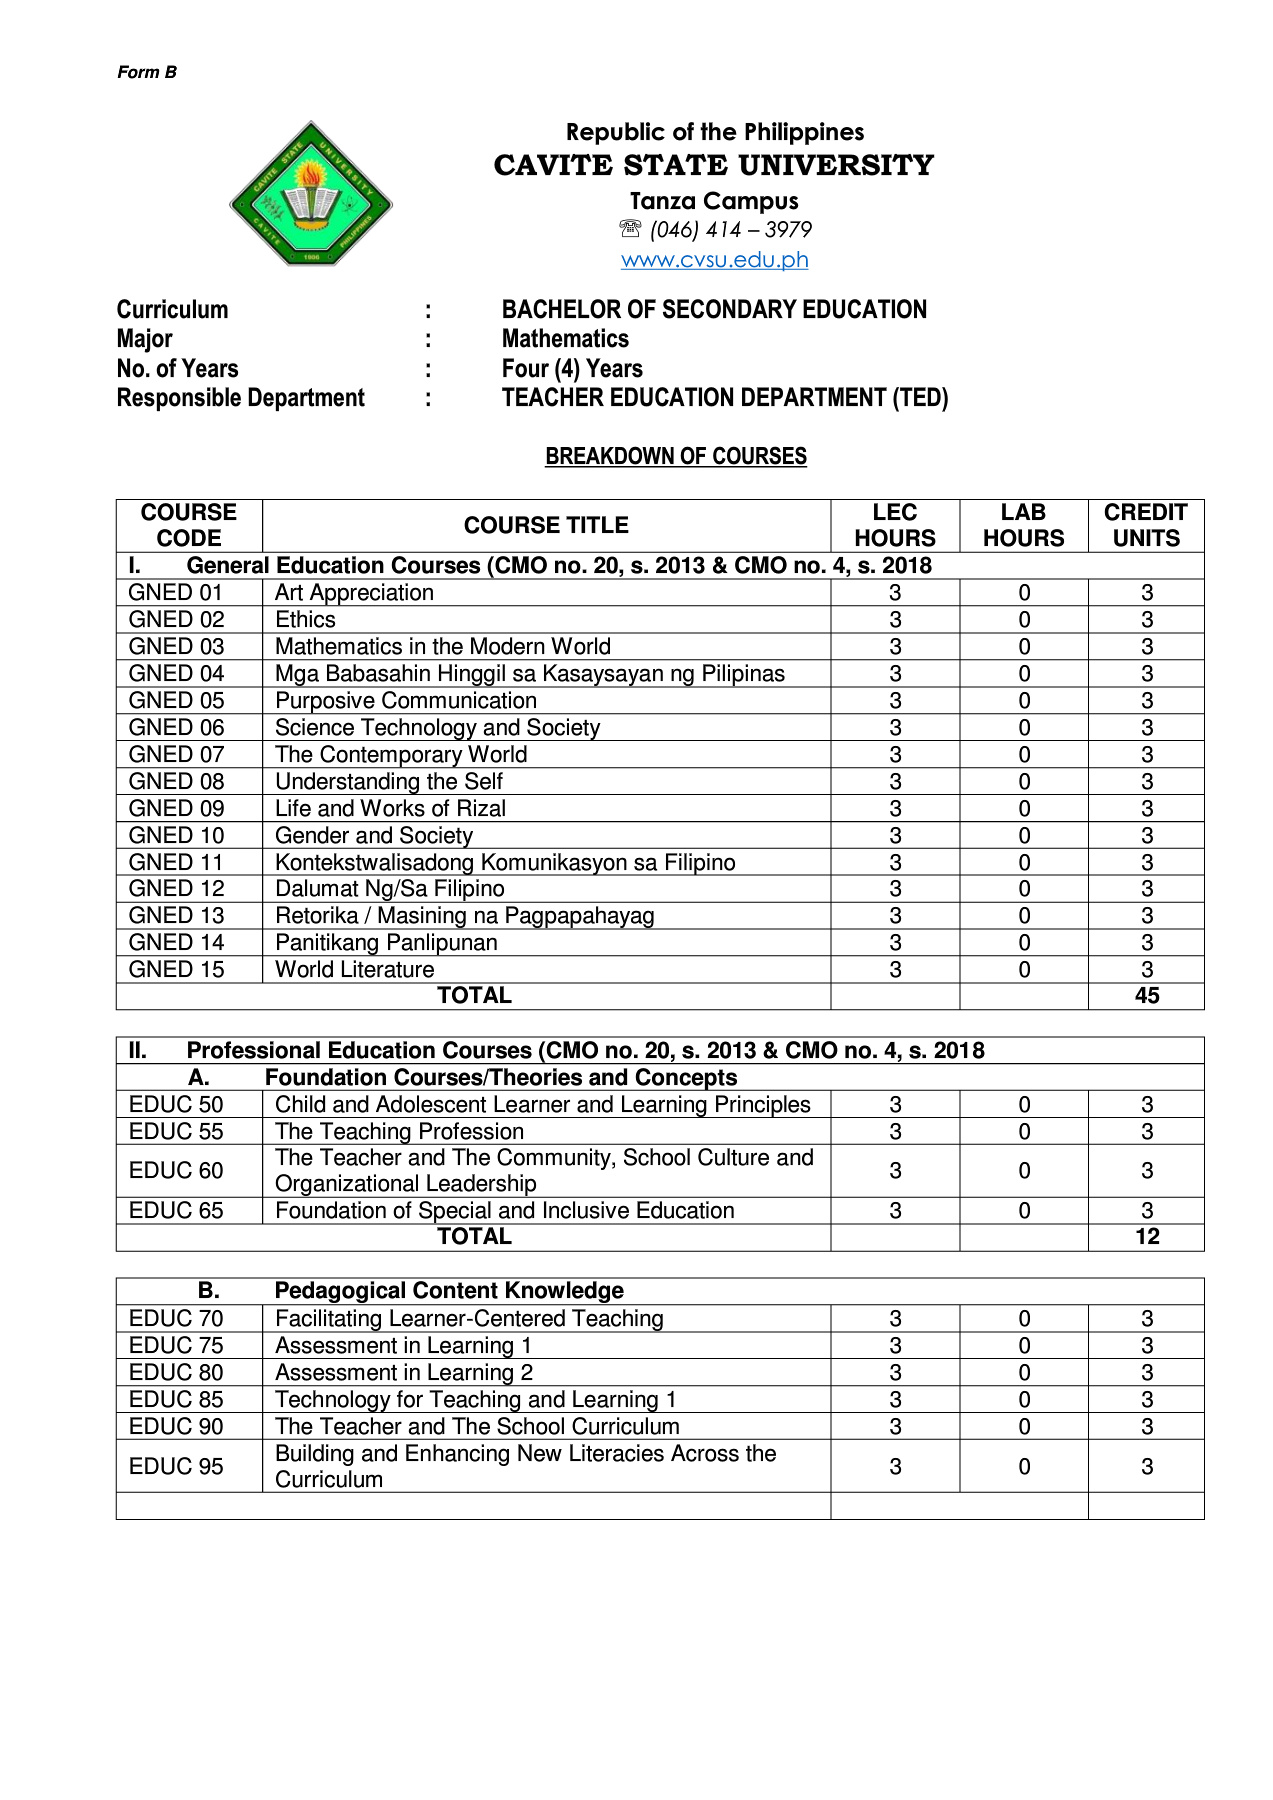 Form B
CAVITE STATE UNIVERSITY
CAVITE PHILIPPINES
1906
Republic of the Philippines
CAVITE STATE UNIVERSITY
Tanza Campus
☏ (046) 414 – 3979
www.cvsu.edu.ph
Curriculum : BACHELOR OF SECONDARY EDUCATION
Major : Mathematics
No. of Years : Four (4) Years
Responsible Department : TEACHER EDUCATION DEPARTMENT (TED)
BREAKDOWN OF COURSES
COURSE CODE COURSE TITLE LEC HOURS LAB HOURS CREDIT UNITS
I. General Education Courses (CMO no. 20, s. 2013 & CMO no. 4, s. 2018
GNED 01 Art Appreciation 3 0 3
GNED 02 Ethics 3 0 3
GNED 03 Mathematics in the Modern World 3 0 3
GNED 04 Mga Babasahin Hinggil sa Kasaysayan ng Pilipinas 3 0 3
GNED 05 Purposive Communication 3 0 3
GNED 06 Science Technology and Society 3 0 3
GNED 07 The Contemporary World 3 0 3
GNED 08 Understanding the Self 3 0 3
GNED 09 Life and Works of Rizal 3 0 3
GNED 10 Gender and Society 3 0 3
GNED 11 Kontekstwalisadong Komunikasyon sa Filipino 3 0 3
GNED 12 Dalumat Ng/Sa Filipino 3 0 3
GNED 13 Retorika / Masining na Pagpapahayag 3 0 3
GNED 14 Panitikang Panlipunan 3 0 3
GNED 15 World Literature 3 0 3
TOTAL 45
II. Professional Education Courses (CMO no. 20, s. 2013 & CMO no. 4, s. 2018
A. Foundation Courses/Theories and Concepts
EDUC 50 Child and Adolescent Learner and Learning Principles 3 0 3
EDUC 55 The Teaching Profession 3 0 3
EDUC 60 The Teacher and The Community, School Culture and Organizational Leadership 3 0 3
EDUC 65 Foundation of Special and Inclusive Education 3 0 3
TOTAL 12
B. Pedagogical Content Knowledge
EDUC 70 Facilitating Learner-Centered Teaching 3 0 3
EDUC 75 Assessment in Learning 1 3 0 3
EDUC 80 Assessment in Learning 2 3 0 3
EDUC 85 Technology for Teaching and Learning 1 3 0 3
EDUC 90 The Teacher and The School Curriculum 3 0 3
EDUC 95 Building and Enhancing New Literacies Across the Curriculum 3 0 3